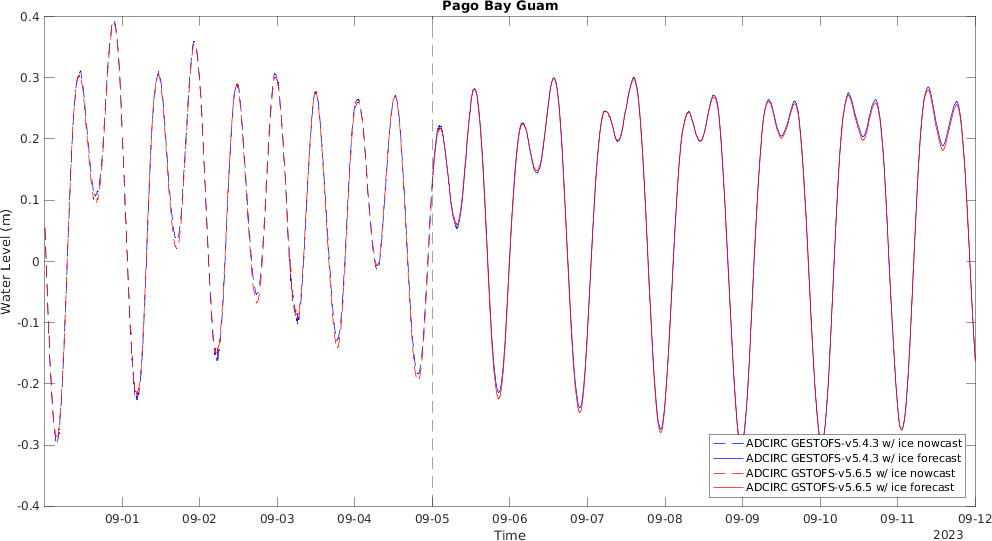 Pago Bay Guam
0.4
0.3
0.2
0.1
0
-0.1
-0.2
-0.3
-0.4
Water Level (m)
09-01 09-02 09-03 09-04 09-05 09-06 09-07 09-08 09-09 09-10 09-11 09-12
Time
2023
ADCIRC GESTOFS-v5.4.3 w/ ice nowcast
ADCIRC GESTOFS-v5.4.3 w/ ice forecast
ADCIRC GSTOFS-v5.6.5 w/ ice nowcast
ADCIRC GSTOFS-v5.6.5 w/ ice forecast